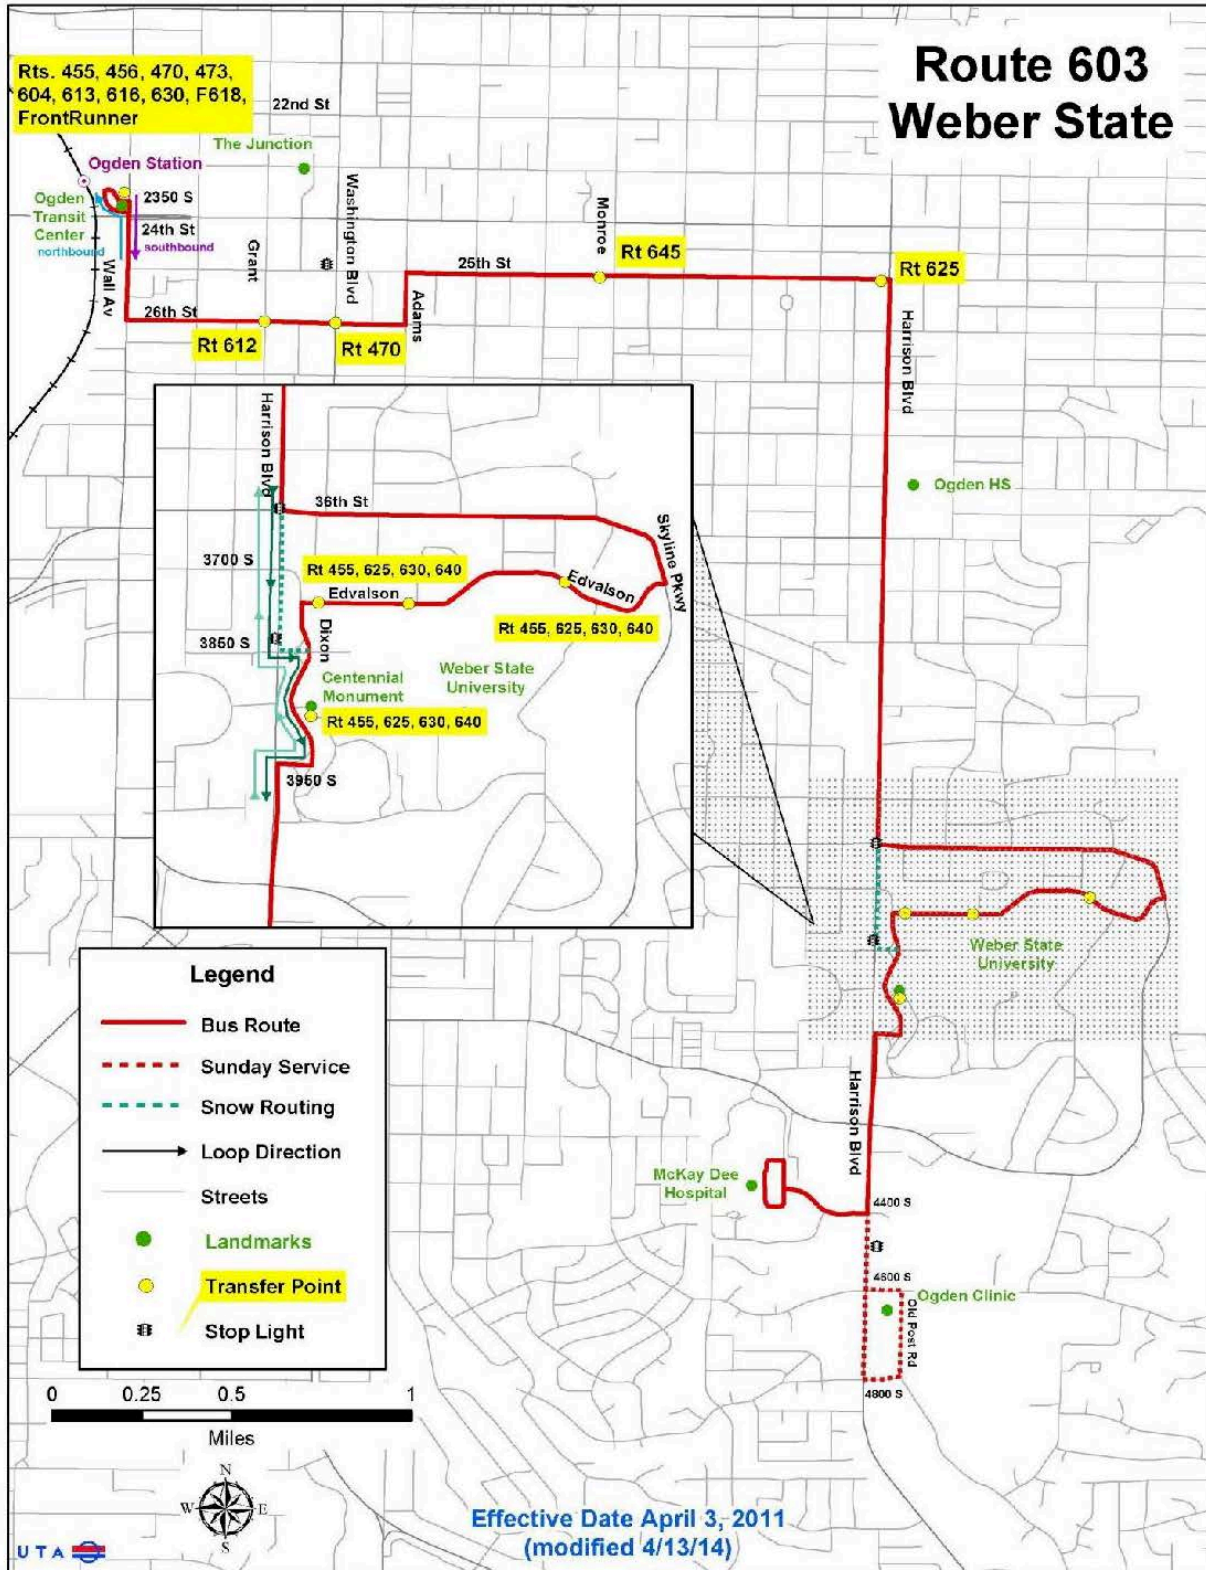 Route 603
Weber State
Rts. 455, 456, 470, 473,
604, 613, 616, 630, F618,
FrontRunner
22nd St
The Junction
Ogden Station
Ogden
Transit
Center
2350 S
24th St
northbound
southbound
Wall Av
Grant
Washington Blvd
Monroe
Rt 645
25th St
Rt 625
26th St
Adams
Rt 612
Rt 470
Harrison Blvd
Harrison Blvd
Ogden HS
36th St
Skyline Pkwy
3700 S
Rt 455, 625, 630, 640
Edvalson
Edvalson
Rt 455, 625, 630, 640
3850 S
Dixon
Centennial
Monument
Weber State
University
Rt 455, 625, 630, 640
3950 S
Weber State
University
Harrison Blvd
McKay Dee
Hospital
4400 S
4600 S
Ogden Clinic
Old Post Rd
4800 S
Legend
Bus Route
Sunday Service
Snow Routing
Loop Direction
Streets
Landmarks
Transfer Point
Stop Light
0 0.25 0.5 1
Miles
N
W E
S
Effective Date April 3, 2011
(modified 4/13/14)
UTA